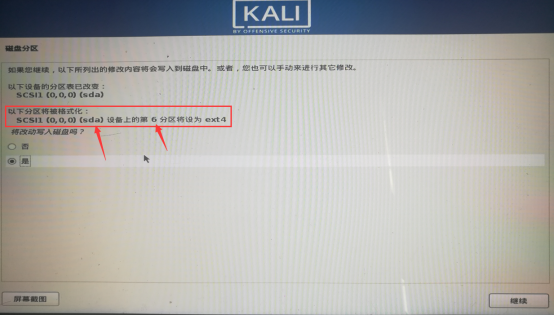 KALI
BY OFFENSIVE SECURITY
磁盘分区
如果您继续，以下所列出的修改内容将会写入到磁盘中。或者，您也可以手动来进行其它修改。
以下设备的分区表已改变：
SCSI1 (0,0,0) (sda)
以下分区将被格式化：
SCSI1 (0,0,0) (sda) 设备上的第 6 分区将设为 ext4
将改动写入磁盘吗？
否
是
屏幕截图
继续